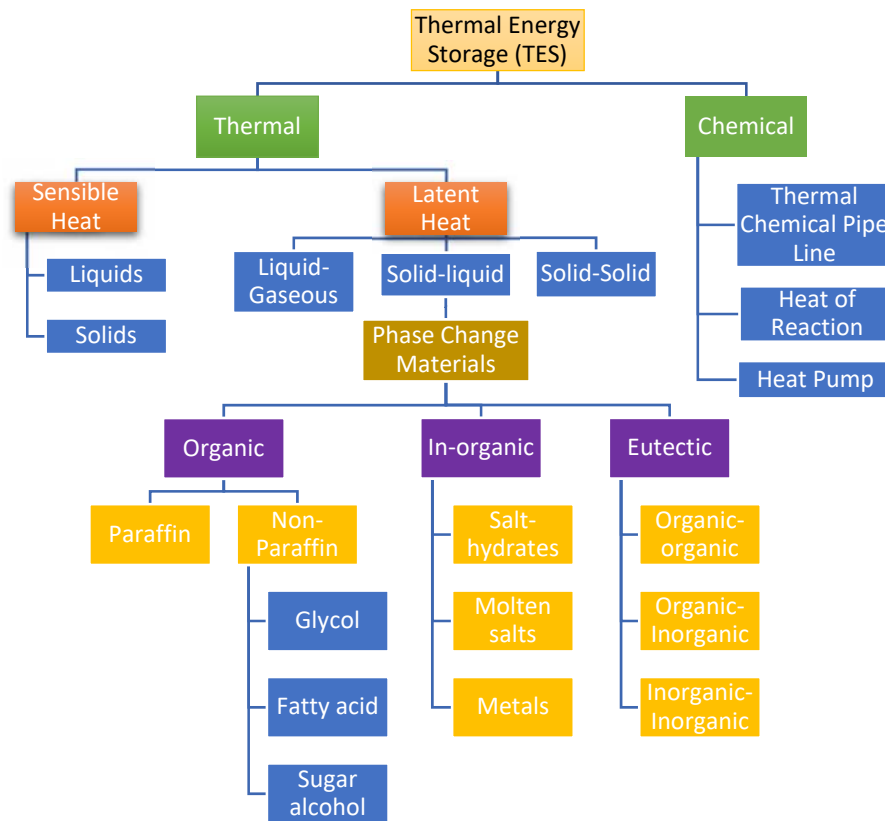 Thermal Energy
Storage (TES)
Thermal
Chemical
Sensible
Heat
Latent
Heat
Liquids
Solids
Liquid-
Gaseous
Solid-liquid
Solid-Solid
Thermal
Chemical Pipe
Line
Heat of
Reaction
Heat Pump
Phase Change
Materials
Organic
In-organic
Eutectic
Paraffin
Non-
Paraffin
Glycol
Fatty acid
Sugar
alcohol
Salt-
hydrates
Molten
salts
Metals
Organic-
organic
Organic-
Inorganic
Inorganic-
Inorganic